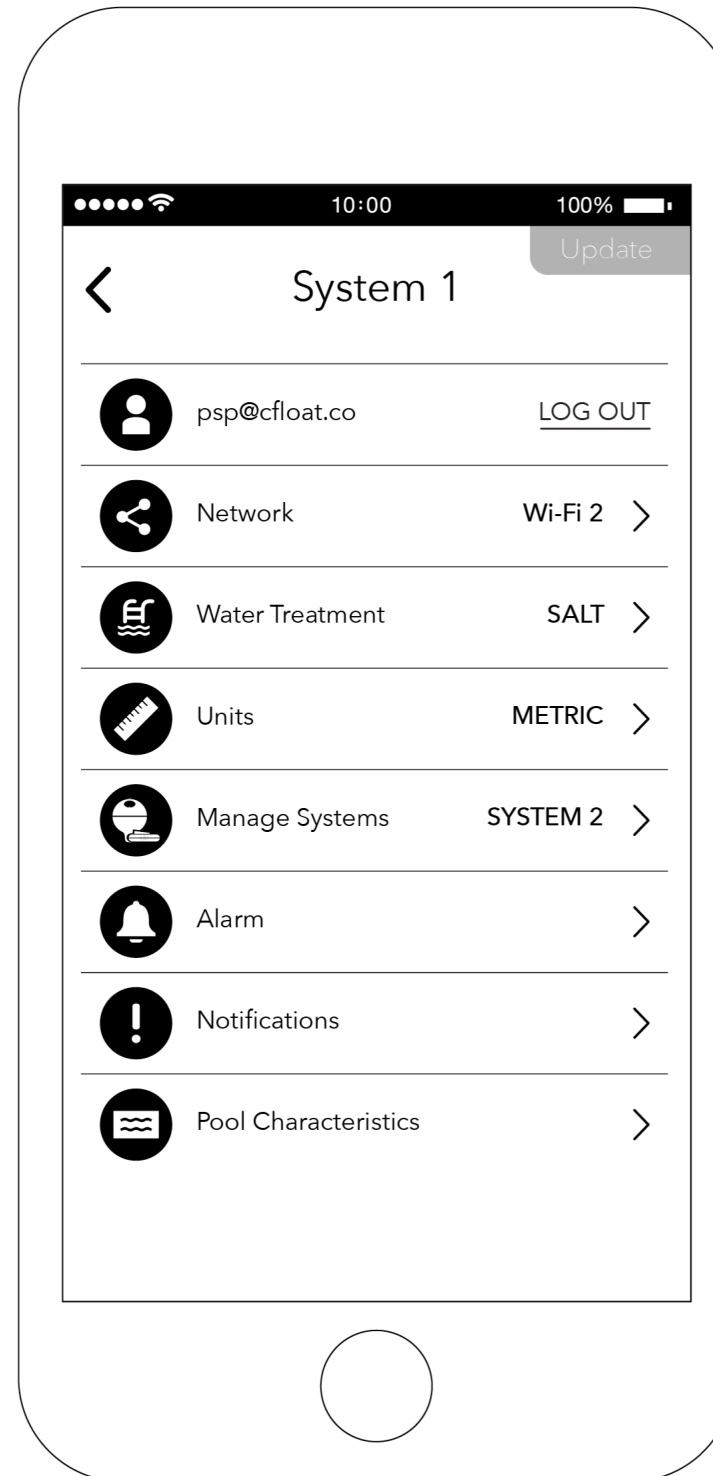 10:00 100%
Update
System 1
psp@cfloat.co LOG OUT
Network Wi-Fi 2
Water Treatment SALT
Units METRIC
Manage Systems SYSTEM 2
Alarm
Notifications
Pool Characteristics